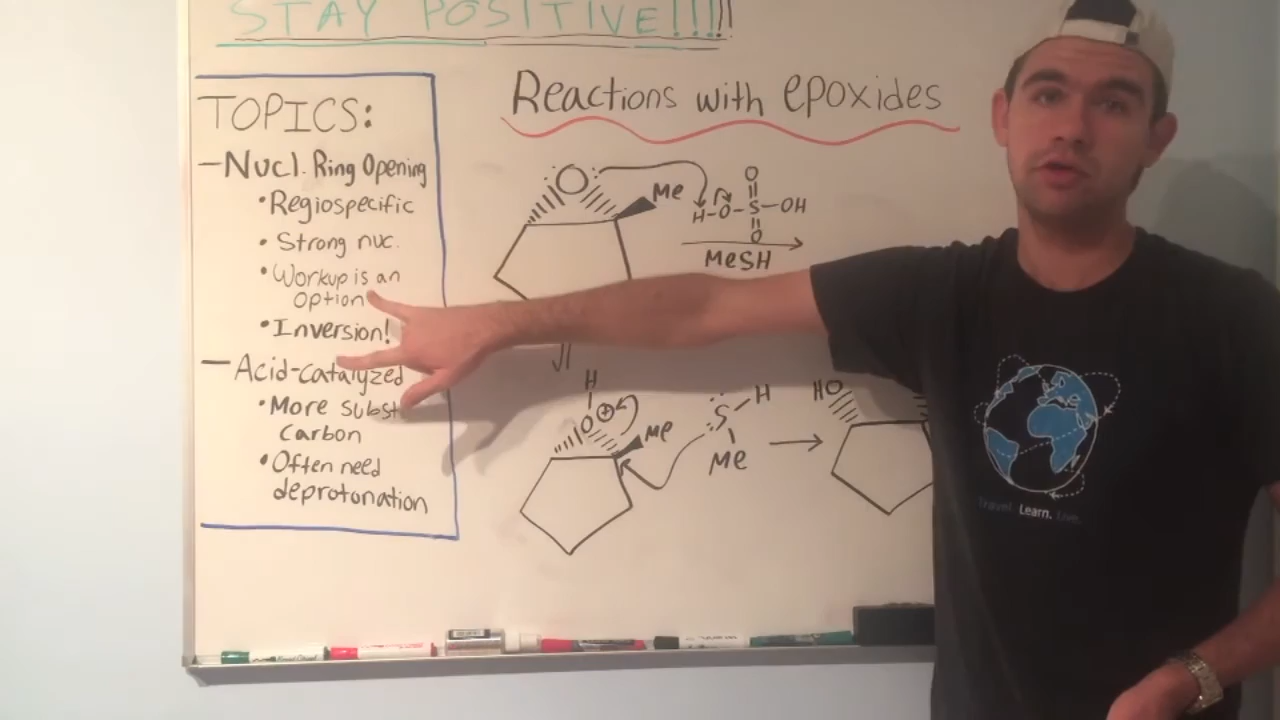 STAY POSITIVE!!!!!
TOPICS:
Reactions with epoxides
-Nucl. Ring Opening
•Regiospecific
•Strong nuc.
•Workup is an
option
•Inversion!
-Acid-catalyzed
•More subst
Carbon
•Often need
deprotonation
O
Me
O
H-O-S-OH
O
MeSH
H
O
Me
S
H
Me
HO
Travel. Learn. Live.